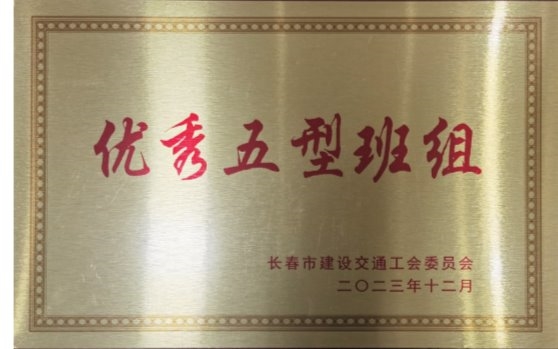 优秀五型班组
长春市建设交通工会委员会
二〇二三年十二月